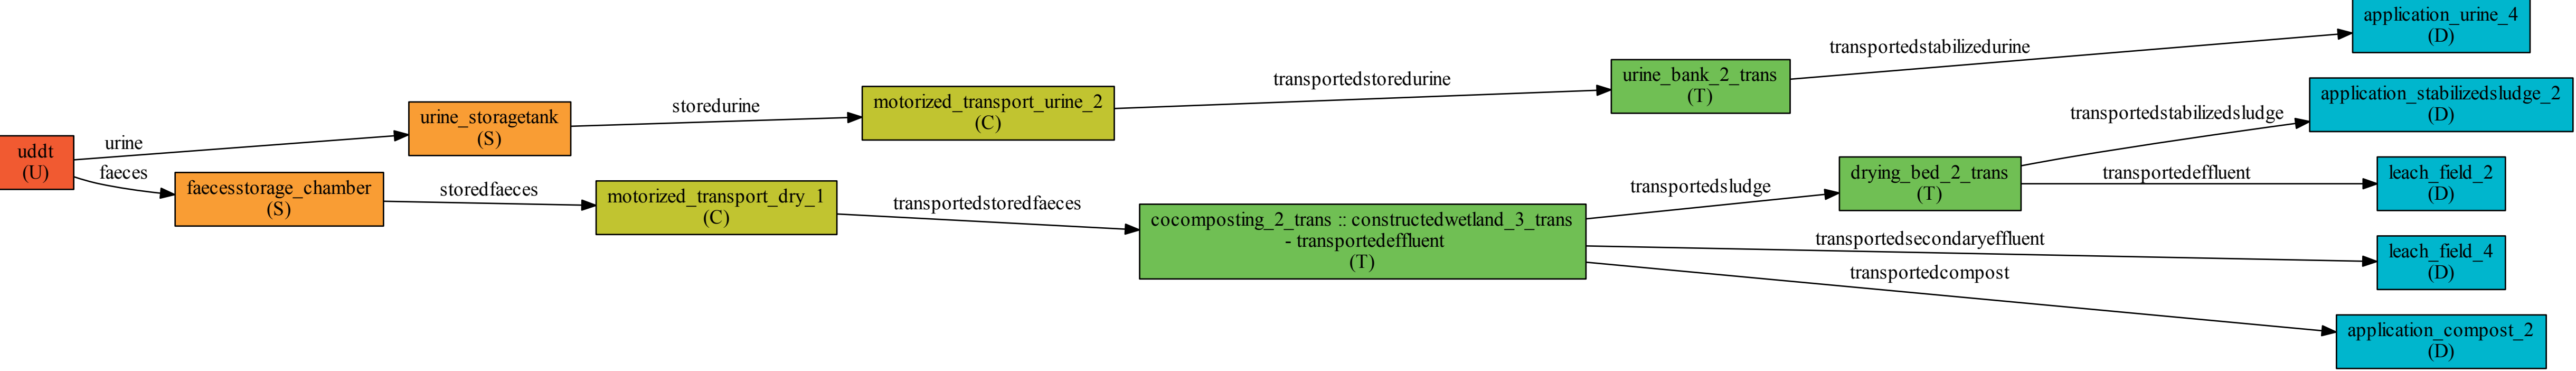 uddt
(U)
urine
faeces
urine_storagetank
(S)
faecesstorage_chamber
(S)
storedurine
storedfaeces
motorized_transport_urine_2
(C)
motorized_transport_dry_1
(C)
transportedstoredurine
transportedstoredfaeces
urine_bank_2_trans
(T)
cocomposting_2_trans :: constructedwetland_3_trans
- transportedeffluent
(T)
transportedstabilizedurine
transportedsludge
transportedsecondaryeffluent
transportedcompost
drying_bed_2_trans
(T)
transportedstabilizedsludge
transportedeffluent
application_urine_4
(D)
application_stabilizedsludge_2
(D)
leach_field_2
(D)
leach_field_4
(D)
application_compost_2
(D)